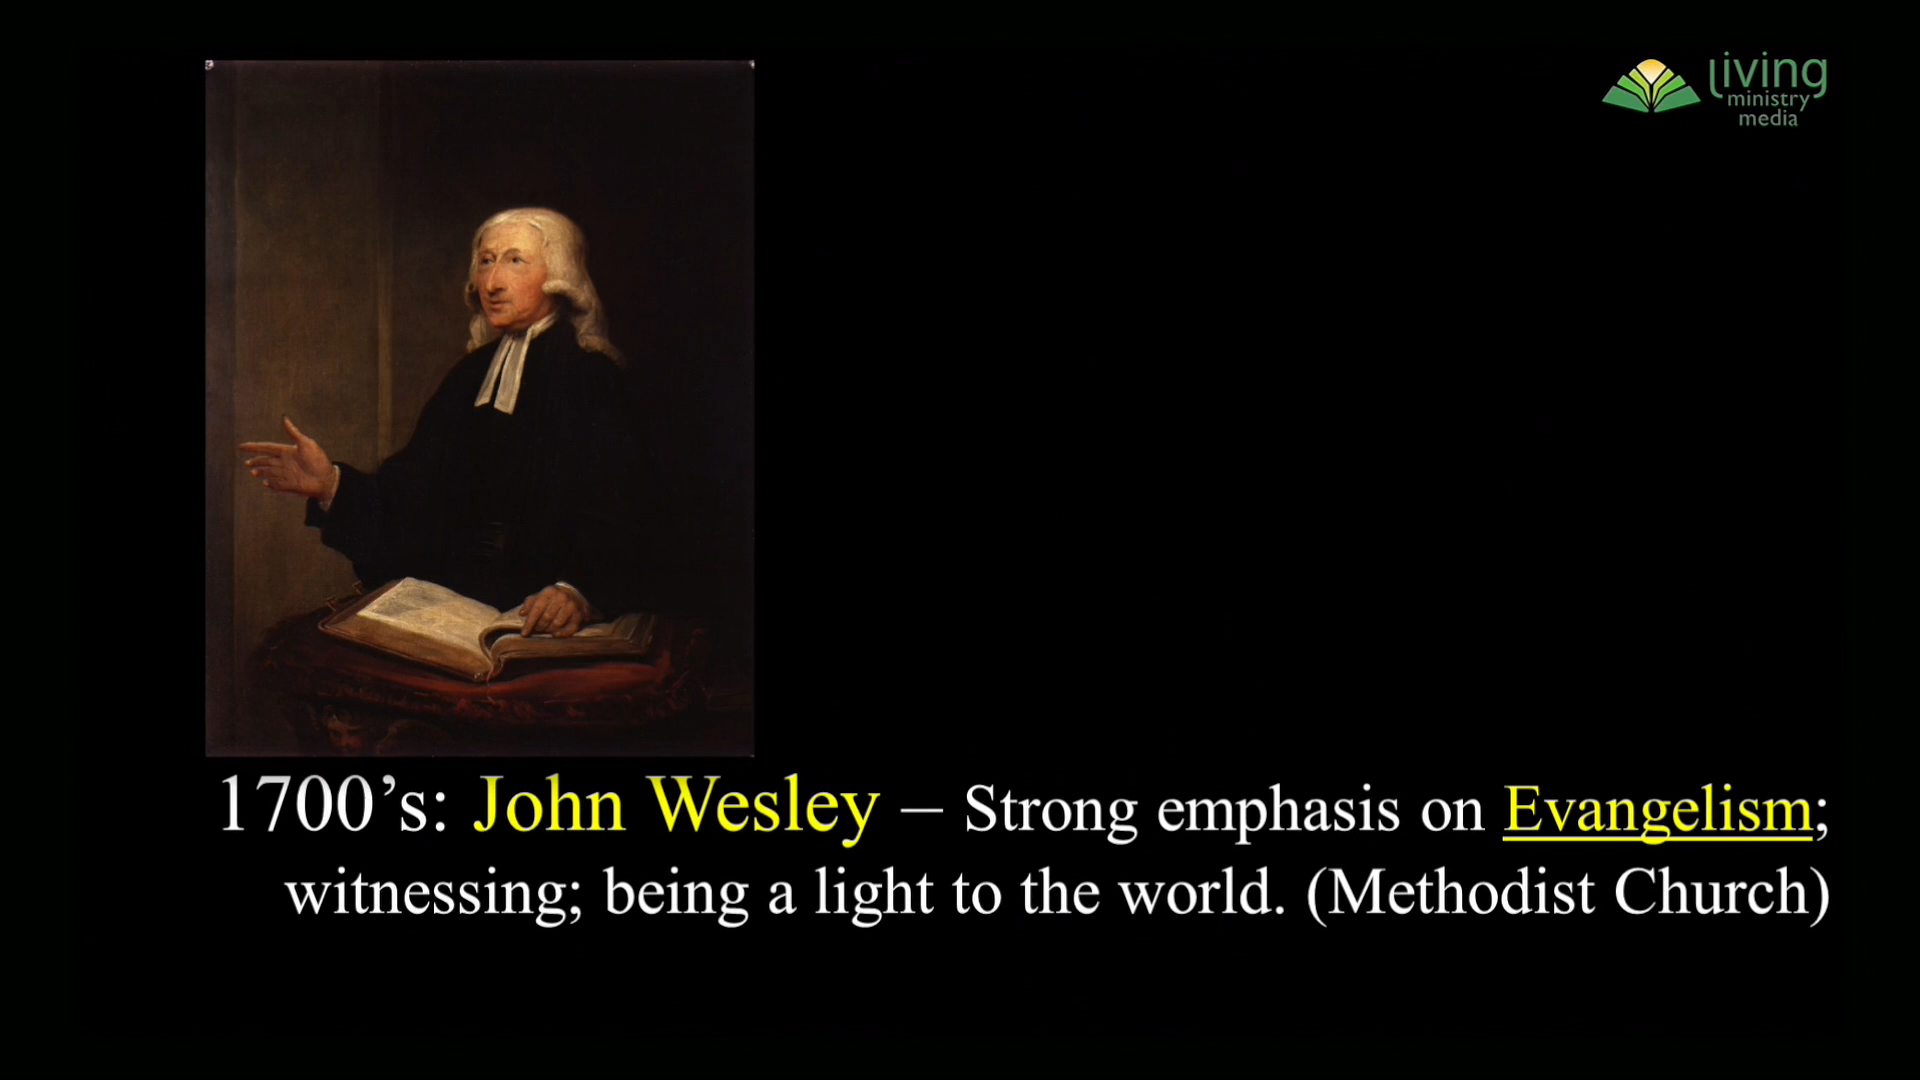 living
ministry
media
1700’s: John Wesley – Strong emphasis on Evangelism;
witnessing; being a light to the world. (Methodist Church)